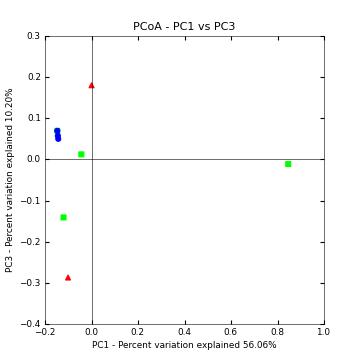 PCoA - PC1 vs PC3
0.3
0.2
0.1
0.0
−0.1
−0.2
−0.3
−0.4
PC3 - Percent variation explained 10.20%
−0.2 0.0 0.2 0.4 0.6 0.8 1.0
PC1 - Percent variation explained 56.06%